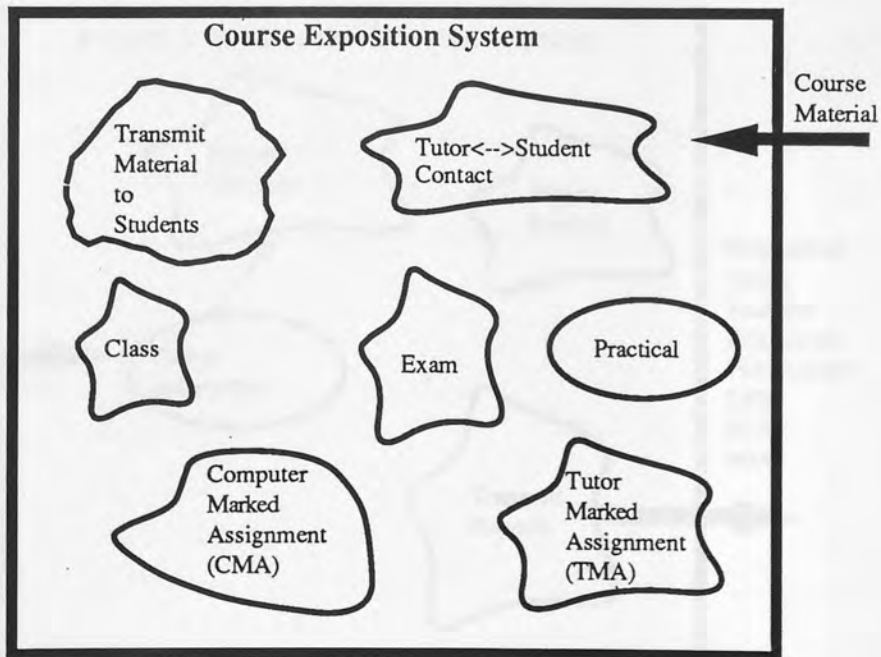 Course Exposition System
Course
Material
Transmit
Material
to
Students
Tutor<-->Student
Contact
Class
Exam
Practical
Computer
Marked
Assignment
(CMA)
Tutor
Marked
Assignment
(TMA)